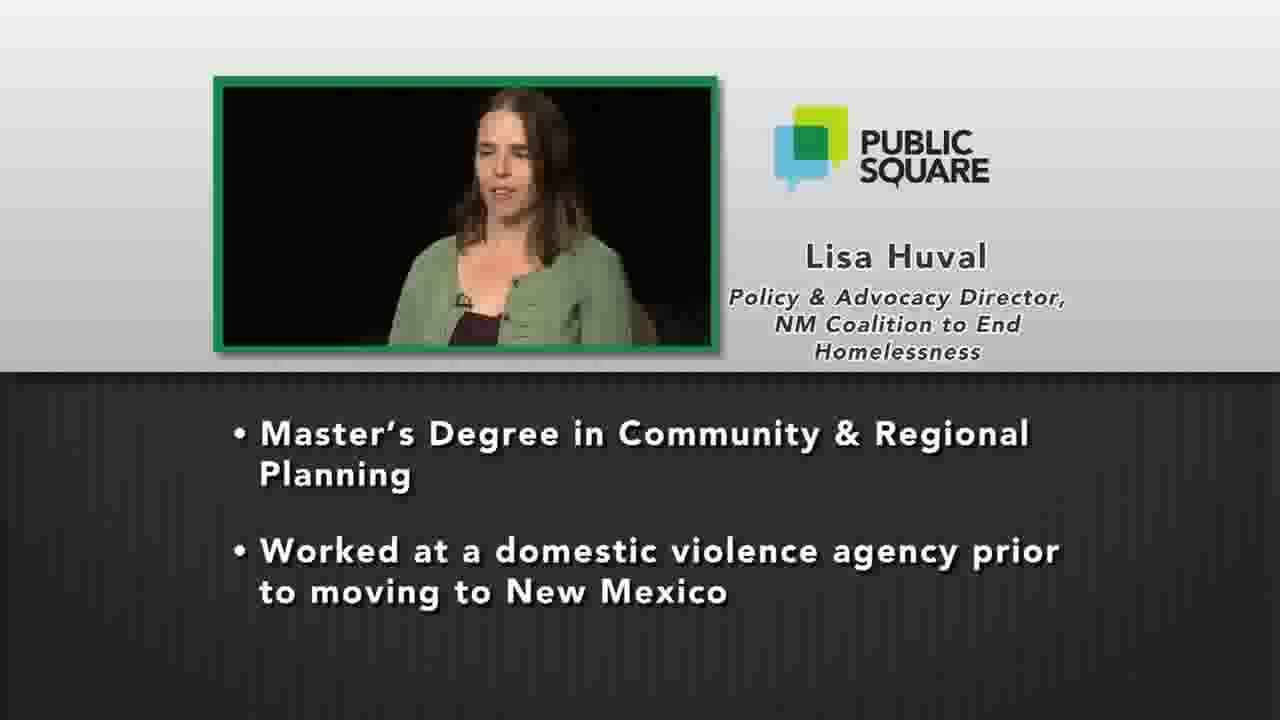 PUBLIC
SQUARE
Lisa Huval
Policy & Advocacy Director,
NM Coalition to End
Homelessness
• Master's Degree in Community & Regional
Planning
• Worked at a domestic violence agency prior
to moving to New Mexico